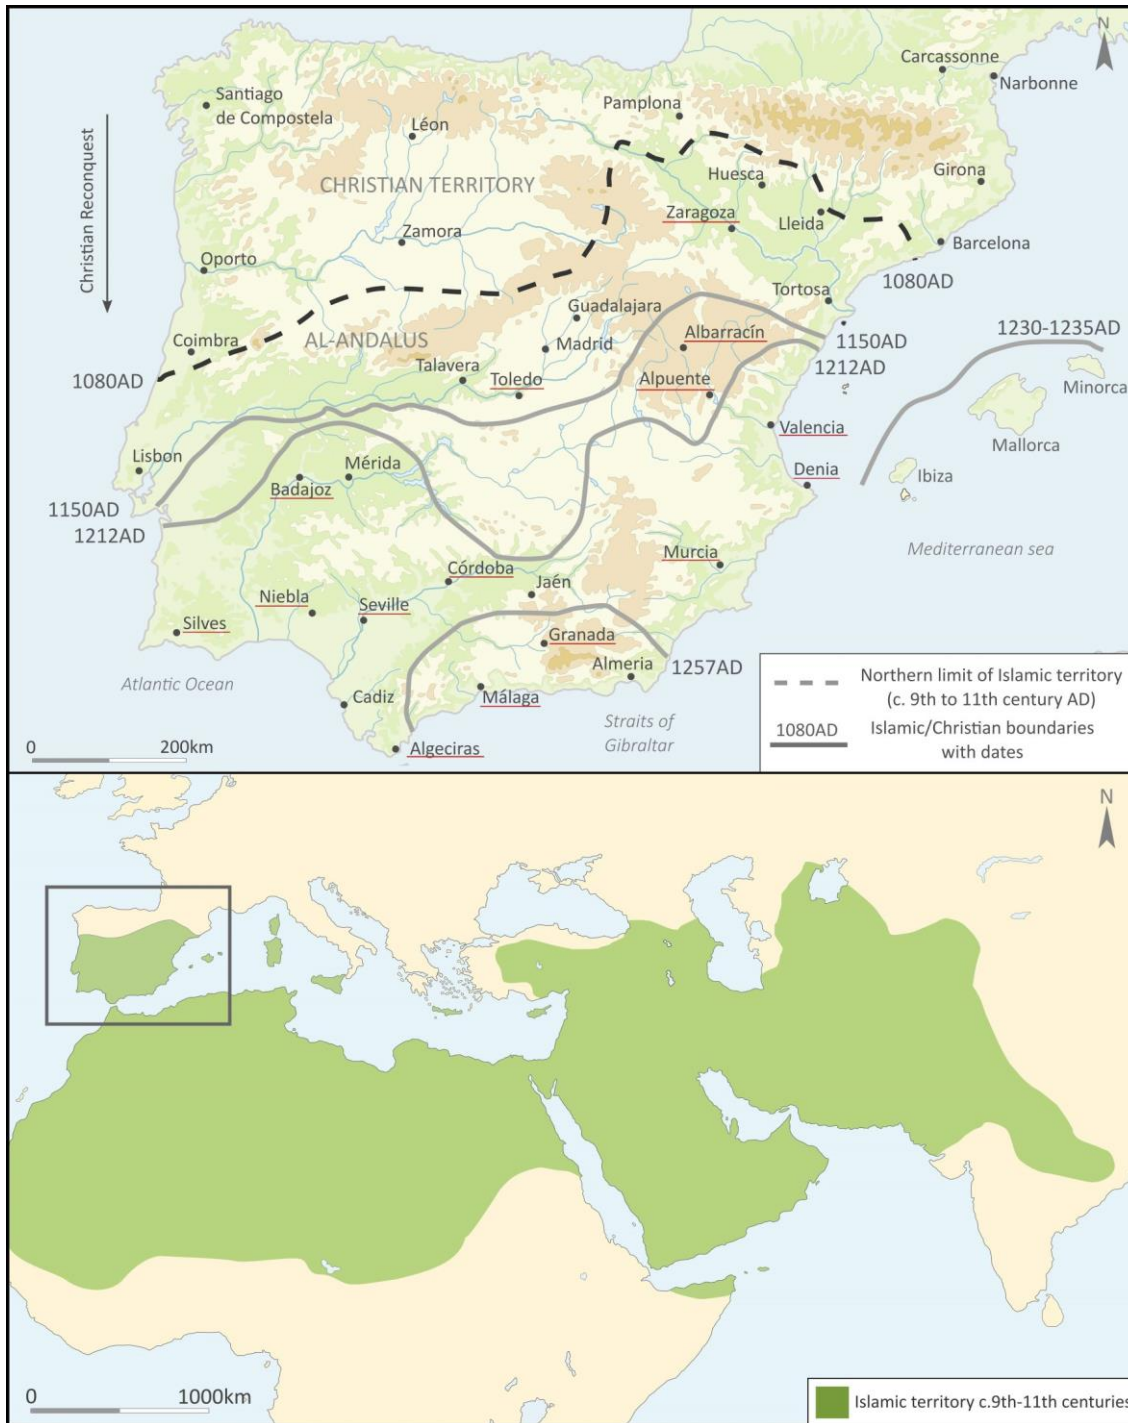 N
Carcassonne
Narbonne
Santiago
de Compostela
Pamplona
Léon
Christian Reconquest
CHRISTIAN TERRITORY
Huesca
Girona
Zaragoza
Lleida
Zamora
Barcelona
Oporto
1080AD
Tortosa
Guadalajara
1230-1235AD
Coimbra
AL-ANDALUS
Madrid
Albarracín
1150AD
1212AD
1080AD
Talavera
Toledo
Alpuente
Minorca
Valencia
Mallorca
Lisbon
Mérida
Denia
Ibiza
Badajoz
1150AD
1212AD
Mediterranean sea
Murcia
Córdoba
Jaén
Niebla
Seville
Silves
Granada
Almeria
1257AD
Atlantic Ocean
Cadiz
Málaga
Straits of
Gibraltar
Algeciras
0 200km
Northern limit of Islamic territory
(c. 9th to 11th century AD)
1080AD Islamic/Christian boundaries
with dates
N
0 1000km
Islamic territory c.9th-11th centuries